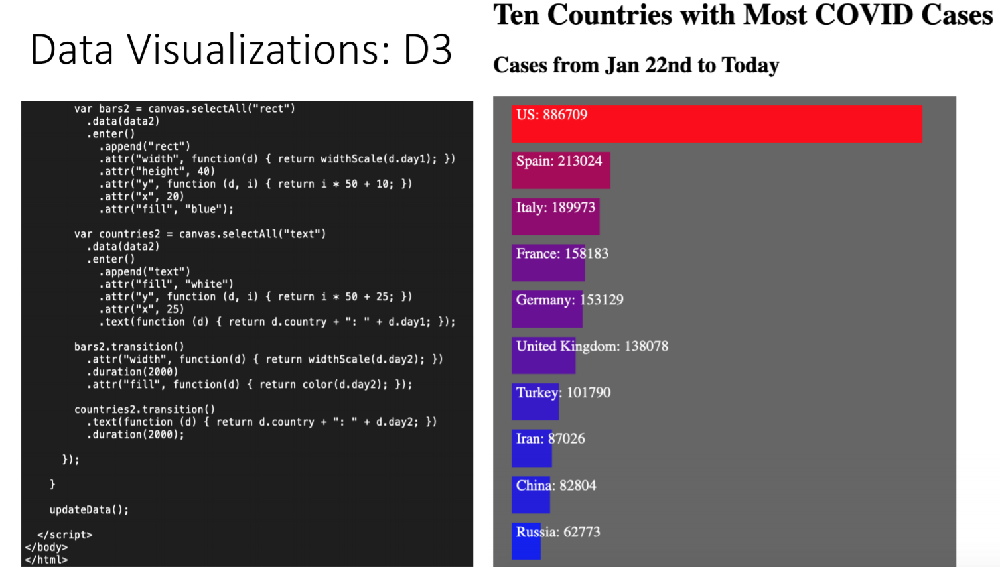 Data Visualizations: D3
var bars2 = canvas.selectAll("rect")
.data(data2)
.enter()
.append("rect")
.attr("width", function(d) { return widthScale(d.day1); })
.attr("height", 40)
.attr("y", function (d, i) { return i * 50 + 10; })
.attr("x", 20)
.attr("fill", "blue");
var countries2 = canvas.selectAll("text")
.data(data2)
.enter()
.append("text")
.attr("fill", "white")
.attr("y", function (d, i) { return i * 50 + 25; })
.attr("x", 25)
.text(function (d) { return d.country + ": " + d.day1; });
bars2.transition()
.attr("width", function(d) { return widthScale(d.day2); })
.duration(2000)
.attr("fill", function(d) { return color(d.day2); });
countries2.transition()
.text(function (d) { return d.country + ": " + d.day2; })
.duration(2000);
});
}
updateData();
</script>
</body>
</html>
Ten Countries with Most COVID Cases
Cases from Jan 22nd to Today
US: 886709
Spain: 213024
Italy: 189973
France: 158183
Germany: 153129
United Kingdom: 138078
Turkey: 101790
Iran: 87026
China: 82804
Russia: 62773